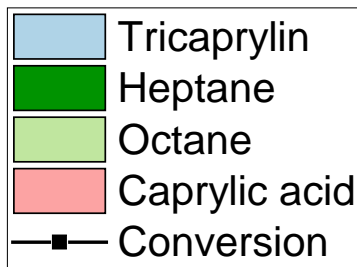 Tricaprylin
Heptane
Octane
Caprylic acid
Conversion